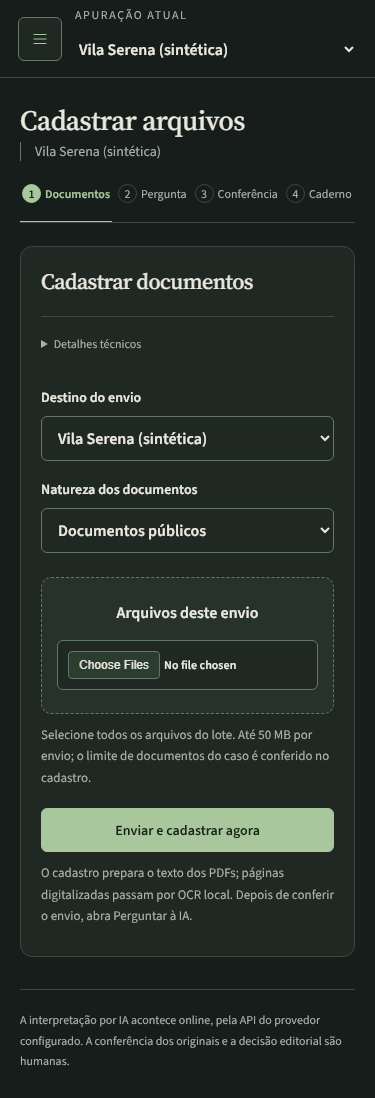 APURAÇÃO ATUAL
Vila Serena (sintética)
Cadastrar arquivos
Vila Serena (sintética)
1 Documentos 2 Pergunta 3 Conferência 4 Caderno
Cadastrar documentos
Detalhes técnicos
Destino do envio
Vila Serena (sintética)
Natureza dos documentos
Documentos públicos
Arquivos deste envio
Choose Files No file chosen
Selecione todos os arquivos do lote. Até 50 MB por
envio; o limite de documentos do caso é conferido no
cadastro.
Enviar e cadastrar agora
O cadastro prepara o texto dos PDFs; páginas
digitalizadas passam por OCR local. Depois de conferir
o envio, abra Perguntar à IA.
A interpretação por IA acontece online, pela API do provedor
configurado. A conferência dos originais e a decisão editorial são
humanas.